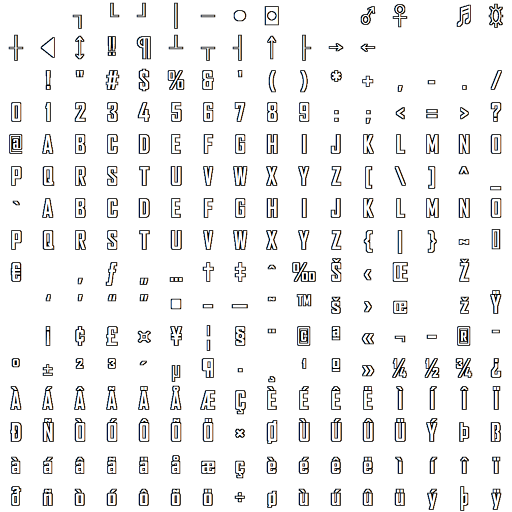 ┐ └ ┘ │ − ○ ◙ ♂ ♀ ♫ ☼
┼ ◄ ↕ ‼ ¶ ┴ ┬ ┤ ↑ ├ → ←
! " # $ % & ' ( ) * + , - . /
0 1 2 3 4 5 6 7 8 9 : ; < = > ?
@ A B C D E F G H I J K L M N O
P Q R S T U V W X Y Z [ \ ] ^ _
` A B C D E F G H I J K L M N O
P Q R S T U V W X Y Z { | } ~
€ ƒ „ … † ‡ ˆ ‰ Š ‹ Œ Ž
‘ ’ “ ” □ – — ˜ ™ š › œ ž Ÿ
¡ ¢ £ ¤ ¥ ¦ § ¨ © ª « ¬ - ® ¯
º ± ² ³ ´ µ ¶ · ¸ ¹ º » ¼ ½ ¾ ¿
À Á Â Ã Ä Å Æ Ç È É Ê Ë Ì Í Î Ï
Ð Ñ Ò Ó Ô Õ Ö × Ø Ù Ú Û Ü Ý Þ ß
à á â ã ä å æ ç è é ê ë ì í î ï
ð ñ ò ó ô õ ö ÷ ø ù ú û ü ý þ ÿ